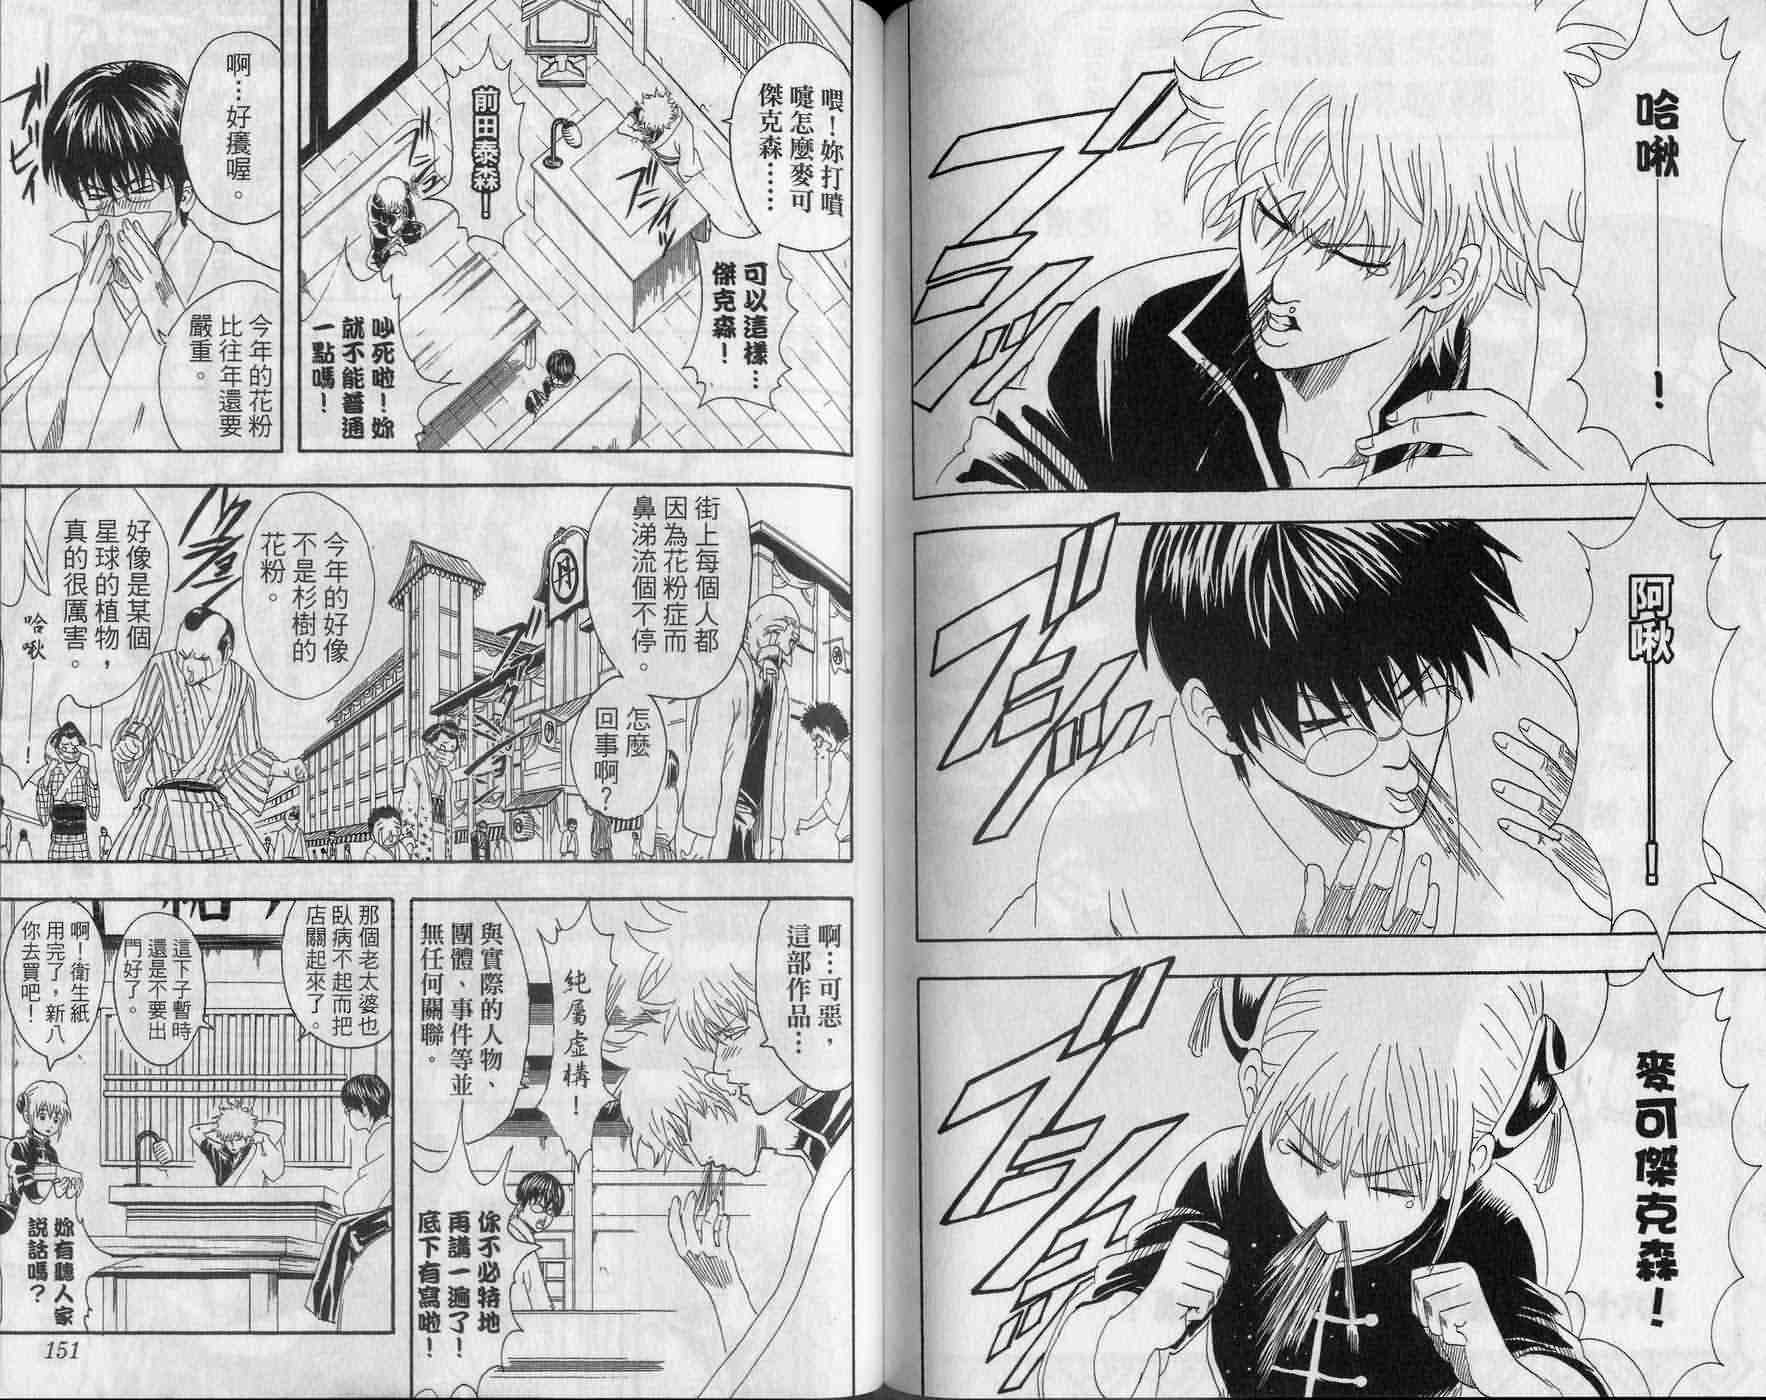 哈啾──！
阿啾──！
麥可傑克森！
喂！妳打噴
嚏怎麼麥可
傑克森……
可以這樣…
傑克森！
前田泰森！
吵死啦！妳
就不能普通
一點嗎！
啊…好癢喔。
今年的花粉
比往年還要
嚴重。
街上每個人都
因為花粉症而
鼻涕流個不停。
怎麼
回事啊？
今年的好像
不是杉樹的
花粉。
好像是某個
星球的植物，
真的很厲害。
哈啾──！
啊…可惡，
這部作品…
純屬虛構！
與實際的人物、
團體、事件等並
無任何關聯。
你不必特地
再講一遍了！
底下有寫啦！
那個老太婆也
臥病不起而把
店關起來了。
這下子暫時
還是不要出
門好了。
啊！衛生紙
用完了，新八
你去買吧！
妳有聽人家
說話嗎？
151